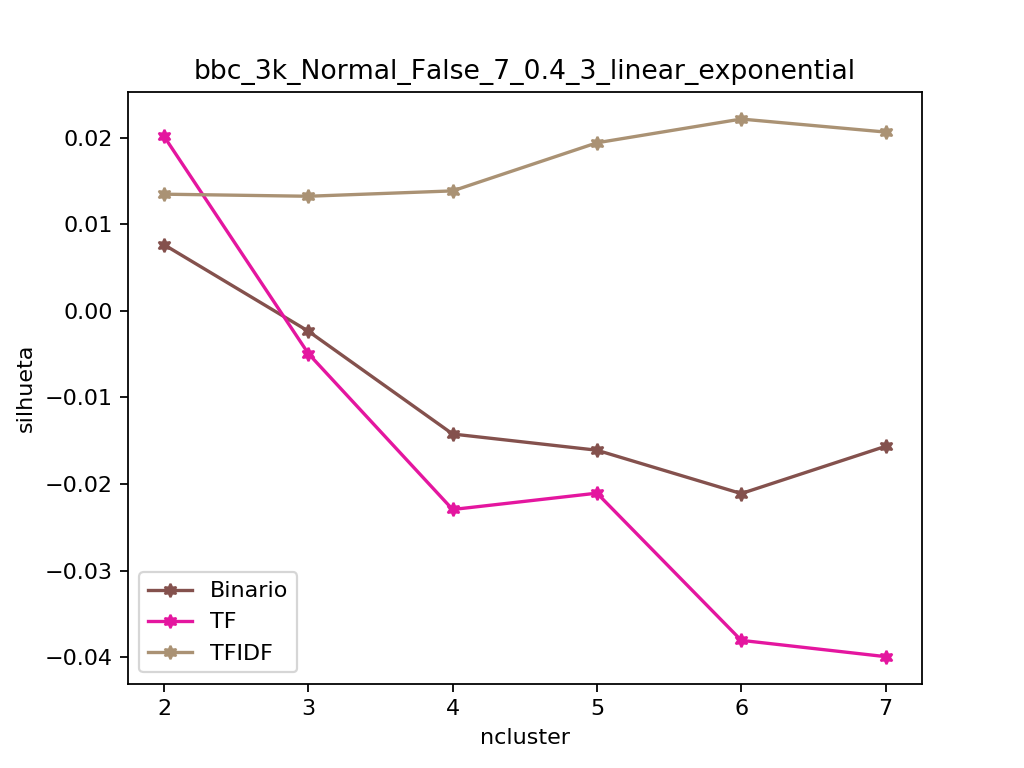 bbc_3k_Normal_False_7_0.4_3_linear_exponential
0.02
0.01
0.00
−0.01
−0.02
−0.03
−0.04
silhueta
Binario
TF
TFIDF
2 3 4 5 6 7
ncluster